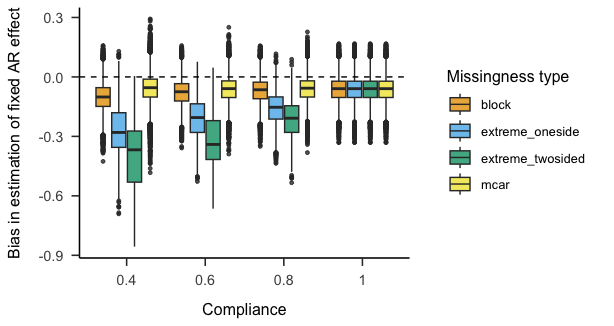 Bias in estimation of fixed AR effect
0.3
0.0
-0.3
-0.6
-0.9
0.4
0.6
0.8
1
Compliance
Missingness type
block
extreme_oneside
extreme_twosided
mcar